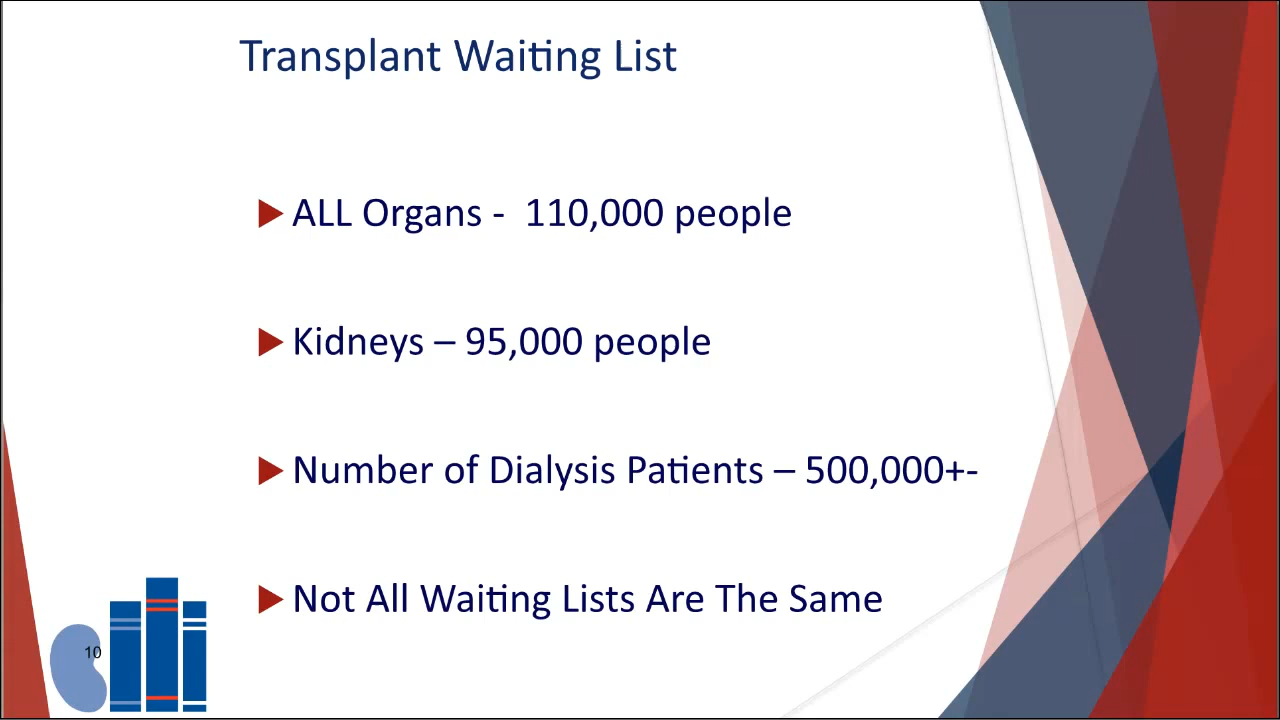 Transplant Waiting List
ALL Organs -  110,000 people
Kidneys – 95,000 people
Number of Dialysis Patients – 500,000+-
Not All Waiting Lists Are The Same
10